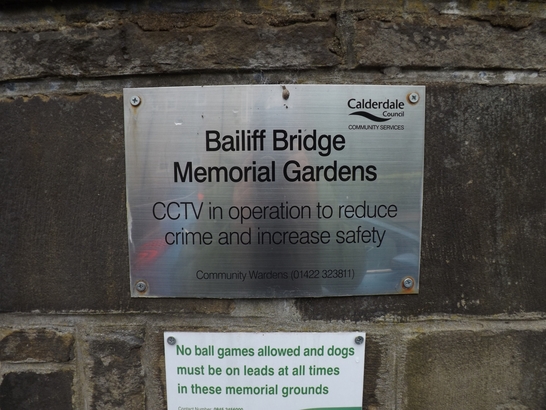 Calderdale
Council
COMMUNITY SERVICES
Bailiff Bridge
Memorial Gardens
CCTV in operation to reduce
crime and increase safety
Community Wardens (01422 323811)
No ball games allowed and dogs
must be on leads at all times
in these memorial grounds
Contact Number: